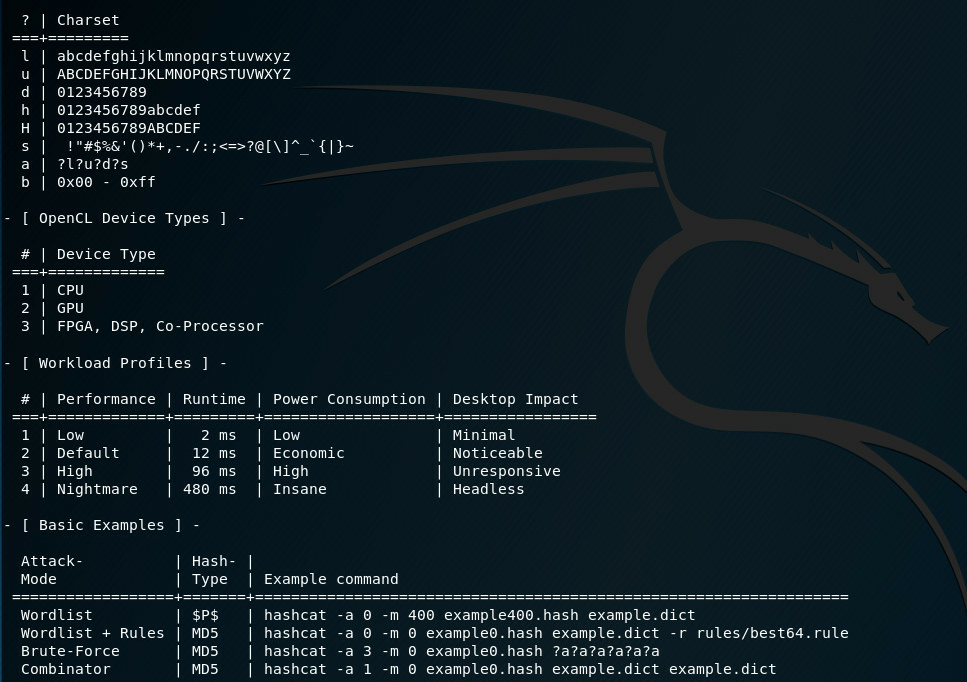 ? | Charset
 ===+=========
  l | abcdefghijklmnopqrstuvwxyz
  u | ABCDEFGHIJKLMNOPQRSTUVWXYZ
  d | 0123456789
  h | 0123456789abcdef
  H | 0123456789ABCDEF
  s |  !"#$%&'()*+,-./:;<=>?@[\]^_`{|}~
  a | ?l?u?d?s
  b | 0x00 - 0xff
- [ OpenCL Device Types ] -
  # | Device Type
 ===+=============
  1 | CPU
  2 | GPU
  3 | FPGA, DSP, Co-Processor
- [ Workload Profiles ] -
  # | Performance | Runtime | Power Consumption | Desktop Impact
 ===+=============+=========+===================+=================
  1 | Low         |   2 ms  | Low               | Minimal
  2 | Default     |  12 ms  | Economic          | Noticeable
  3 | High        |  96 ms  | High              | Unresponsive
  4 | Nightmare   | 480 ms  | Insane            | Headless
- [ Basic Examples ] -
  Attack-          | Hash- |
  Mode             | Type  | Example command
 ==================+=======+==================================================================
  Wordlist         | $P$   | hashcat -a 0 -m 400 example400.hash example.dict
  Wordlist + Rules | MD5   | hashcat -a 0 -m 0 example0.hash example.dict -r rules/best64.rule
  Brute-Force      | MD5   | hashcat -a 3 -m 0 example0.hash ?a?a?a?a?a?a
  Combinator       | MD5   | hashcat -a 1 -m 0 example0.hash example.dict example.dict